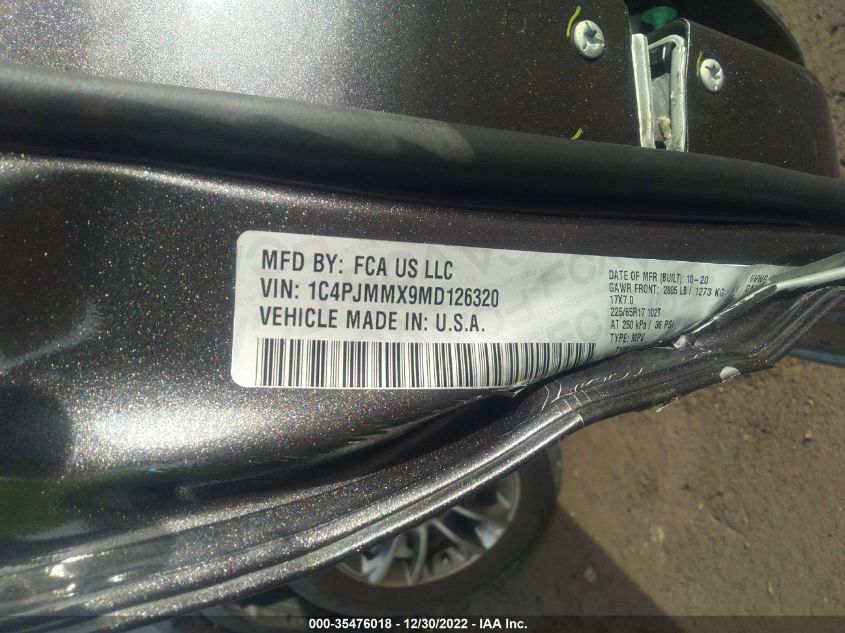 MFD BY: FCA US LLC
VIN: 1C4PJMMX9MD126320
VEHICLE MADE IN: U.S.A.
DATE OF MFR (BUILT): 10-20
GAWR FRONT: 2805 LB / 1273 KG
17X7.0
225/65R17 102T
AT 250 kPa / 36 PSI
TYPE: MPV
GVWR
000-35476018 - 12/30/2022 - IAA Inc.